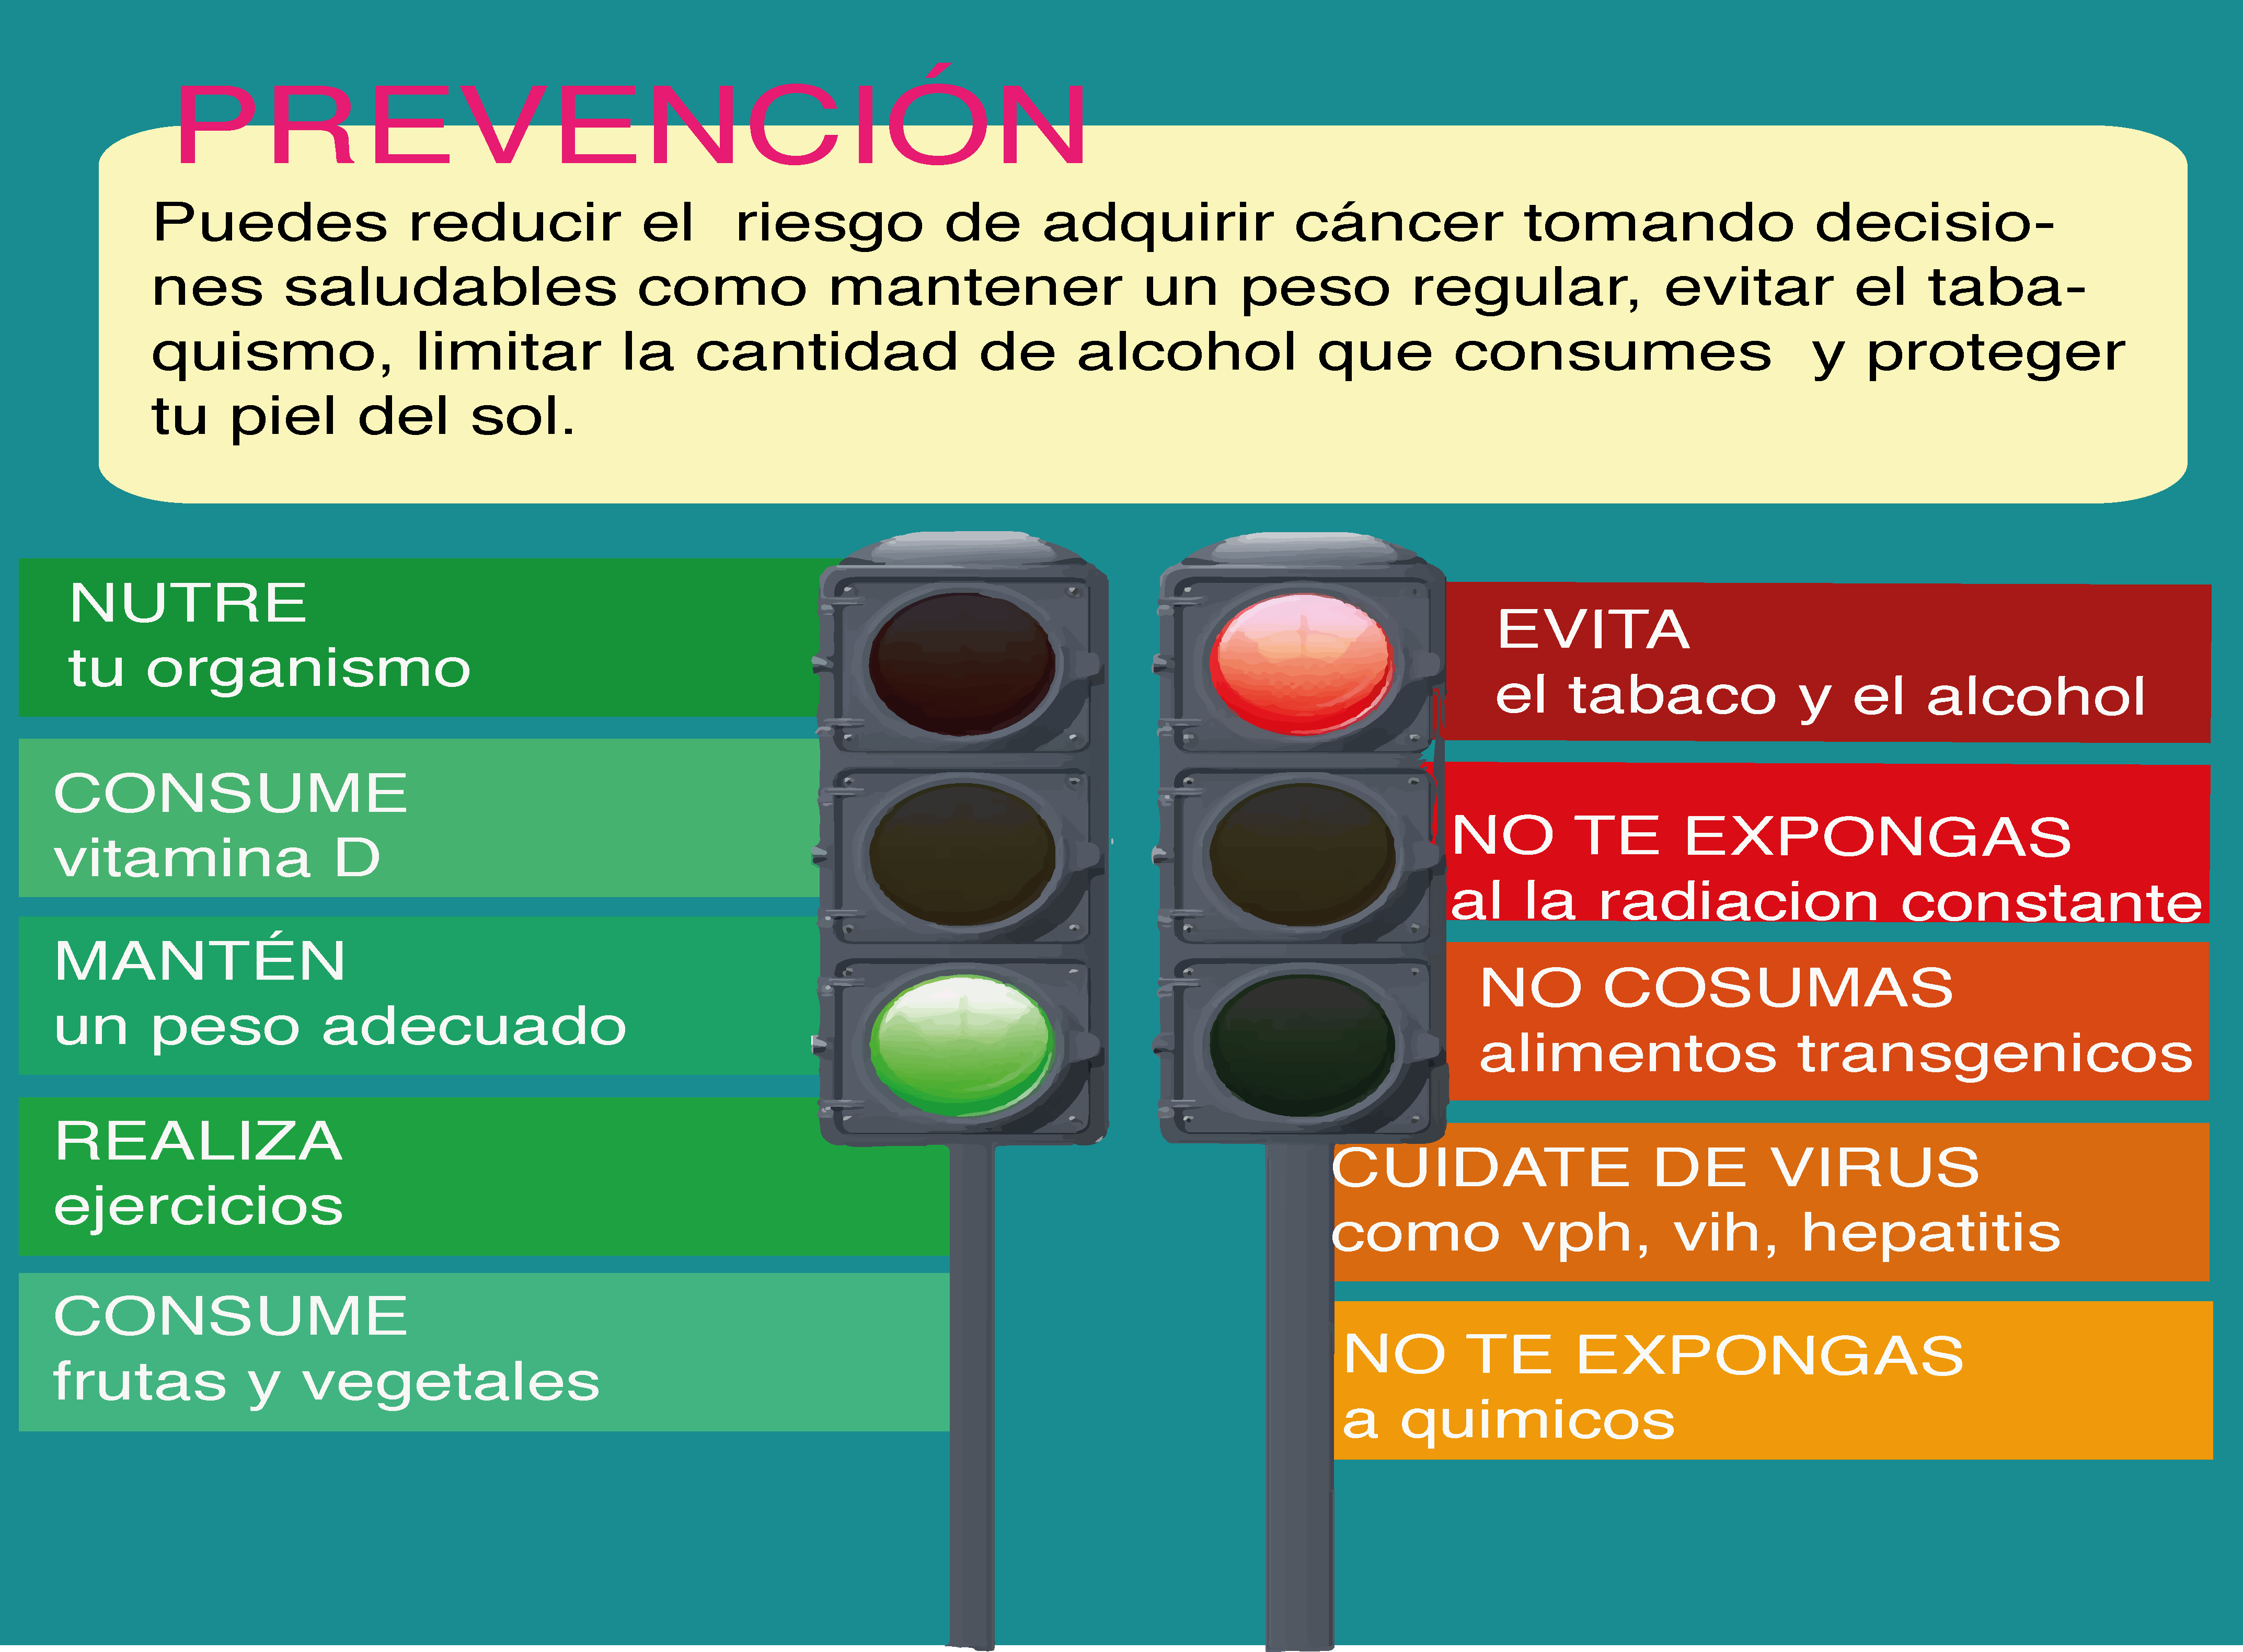 PREVENCIÓN
Puedes reducir el riesgo de adquirir cáncer tomando decisio-
nes saludables como mantener un peso regular, evitar el taba-
quismo, limitar la cantidad de alcohol que consumes y proteger
tu piel del sol.
NUTRE
tu organismo
CONSUME
vitamina D
MANTÉN
un peso adecuado
REALIZA
ejercicios
CONSUME
frutas y vegetales
EVITA
el tabaco y el alcohol
NO TE EXPONGAS
al la radiacion constante
NO COSUMAS
alimentos transgenicos
CUIDATE DE VIRUS
como vph, vih, hepatitis
NO TE EXPONGAS
a quimicos